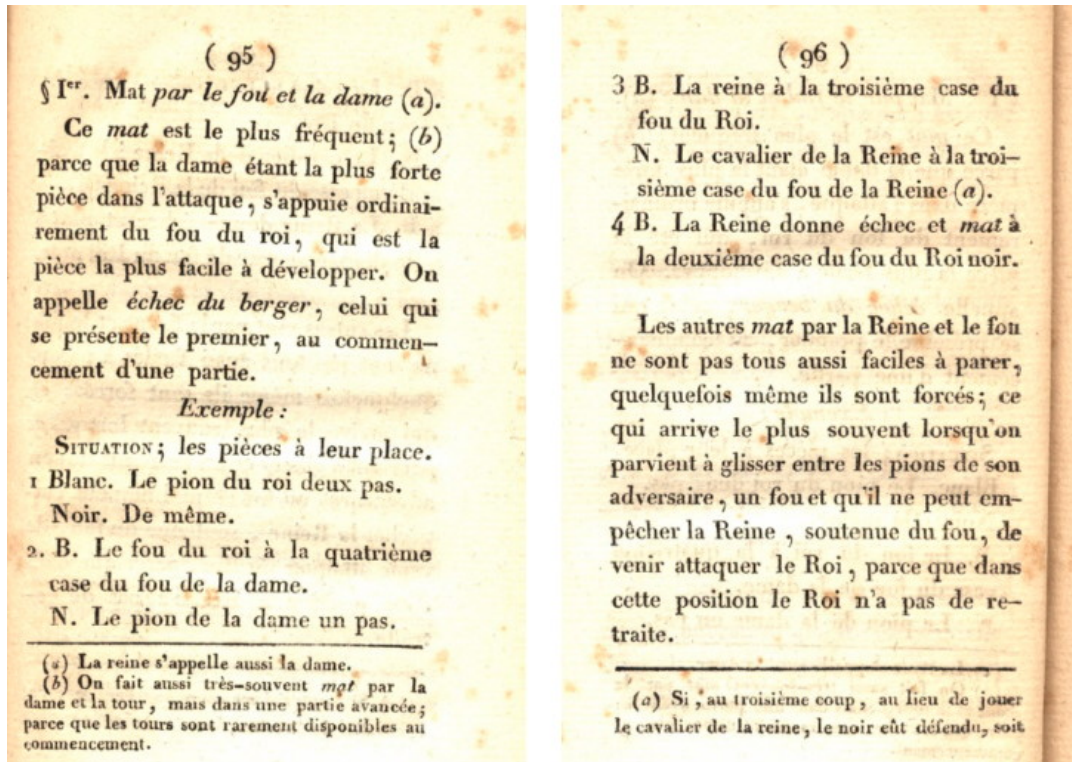 ( 95 )
§ Ier. Mat par le fou et la dame (a).
Ce mat est le plus fréquent; (b)
parce que la dame étant la plus forte
pièce dans l'attaque, s'appuie ordinai-
rement du fou du roi, qui est la
pièce la plus facile à développer. On
appelle échec du berger, celui qui
se présente le premier, au commen-
cement d'une partie.
Exemple :
SITUATION; les pièces à leur place.
1 Blanc. Le pion du roi deux pas.
Noir. De même.
2. B. Le fou du roi à la quatrième
case du fou de la dame.
N. Le pion de la dame un pas.
(a) La reine s'appelle aussi la dame.
(b) On fait aussi très-souvent mat par la
dame et la tour, mais dans une partie avancée;
parce que les tours sont rarement disponibles au
commencement.
( 96 )
3 B. La reine à la troisième case du
fou du Roi.
N. Le cavalier de la Reine à la troi-
sième case du fou de la Reine (a).
4 B. La Reine donne échec et mat à
la deuxième case du fou du Roi noir.
Les autres mat par la Reine et le fou
ne sont pas tous aussi faciles à parer,
quelquefois même ils sont forcés; ce
qui arrive le plus souvent lorsqu'on
parvient à glisser entre les pions de son
adversaire, un fou et qu'il ne peut em-
pêcher la Reine, soutenue du fou, de
venir attaquer le Roi, parce que dans
cette position le Roi n'a pas de re-
traite.
(a) Si, au troisième coup, au lieu de jouer
le cavalier de la reine, le noir eût défendu, soit